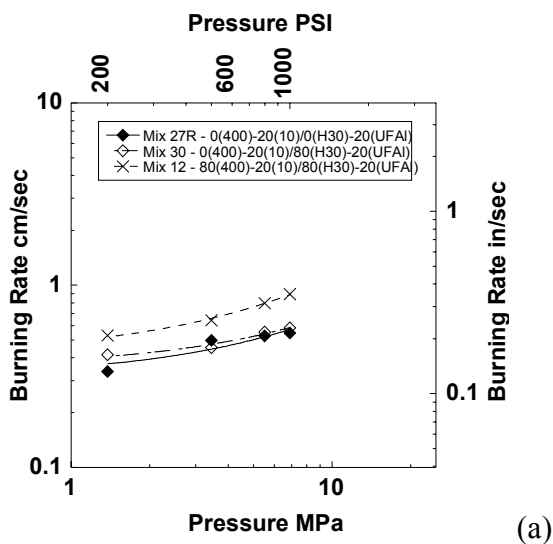 Pressure PSI
200 600 1000
10
Mix 27R - 0(400)-20(10)/0(H30)-20(UFAl)
Mix 30 - 0(400)-20(10)/80(H30)-20(UFAl)
Mix 12 - 80(400)-20(10)/80(H30)-20(UFAl)
Burning Rate cm/sec
Burning Rate in/sec
1
1
0.1
0.1
1 10
Pressure MPa
(a)